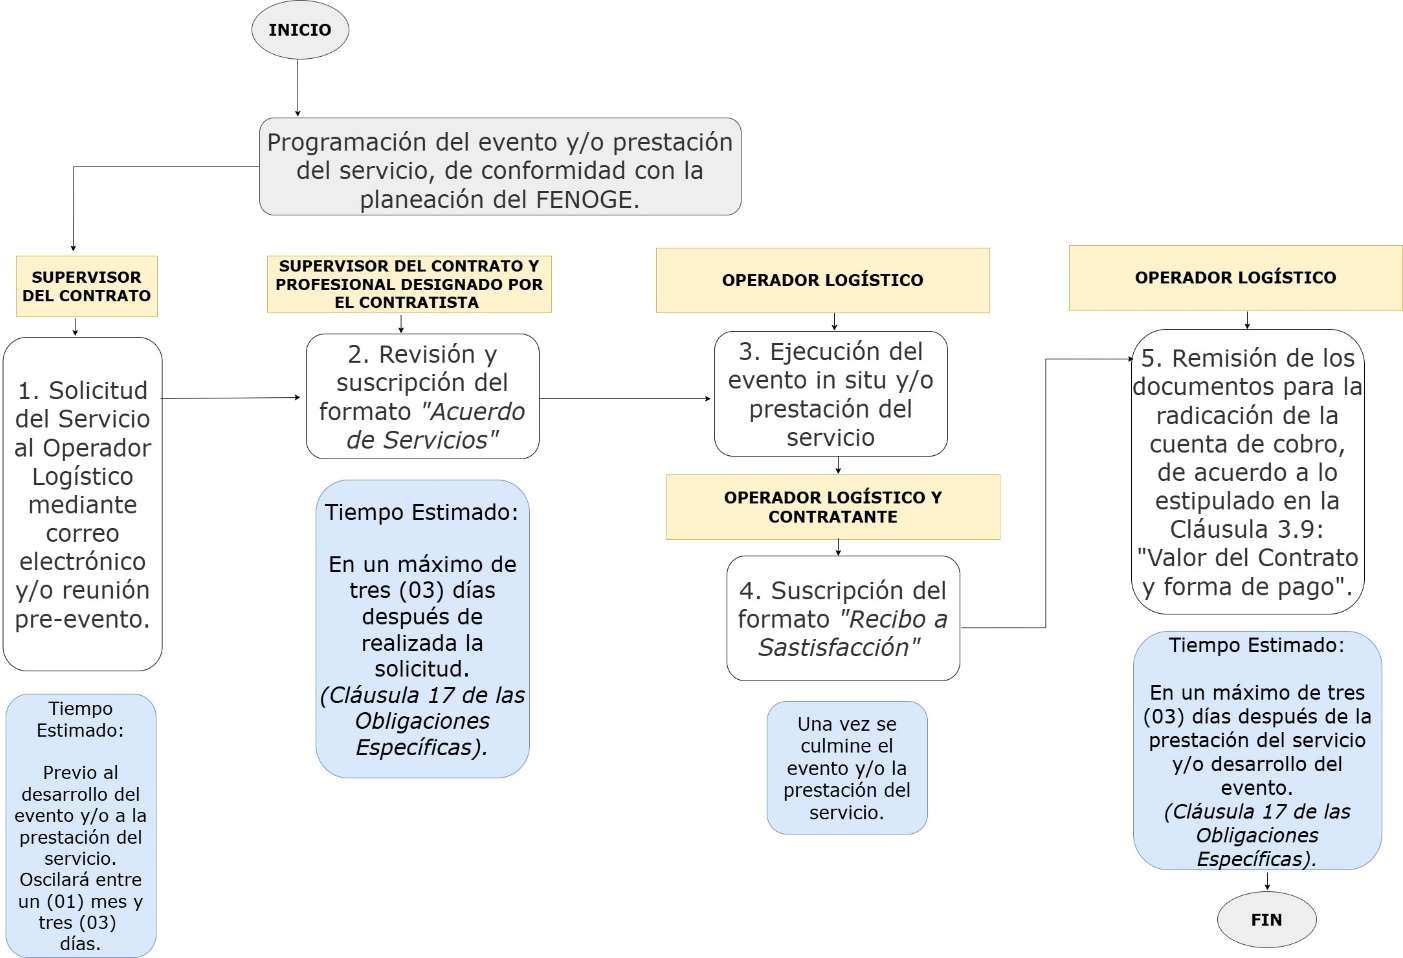 INICIO
Programación del evento y/o prestación
del servicio, de conformidad con la
planeación del FENOGE.
SUPERVISOR
DEL CONTRATO
1. Solicitud
del Servicio
al Operador
Logístico
mediante
correo
electrónico
y/o reunión
pre-evento.
Tiempo
Estimado:
Previo al
desarrollo del
evento y/o a la
prestación del
servicio.
Oscilará entre
un (01) mes y
tres (03)
días.
SUPERVISOR DEL CONTRATO Y
PROFESIONAL DESIGNADO POR
EL CONTRATISTA
2. Revisión y
suscripción del
formato "Acuerdo
de Servicios"
Tiempo Estimado:
En un máximo de
tres (03) días
después de
realizada la
solicitud.
(Cláusula 17 de las
Obligaciones
Específicas).
OPERADOR LOGÍSTICO
3. Ejecución del
evento in situ y/o
prestación del
servicio
OPERADOR LOGÍSTICO Y
CONTRATANTE
4. Suscripción del
formato "Recibo a
Sastisfacción"
Una vez se
culmine el
evento y/o la
prestación del
servicio.
OPERADOR LOGÍSTICO
5. Remisión de los
documentos para la
radicación de la
cuenta de cobro,
de acuerdo a lo
estipulado en la
Cláusula 3.9:
"Valor del Contrato
y forma de pago".
Tiempo Estimado:
En un máximo de tres
(03) días después de la
prestación del servicio
y/o desarrollo del
evento.
(Cláusula 17 de las
Obligaciones
Específicas).
FIN